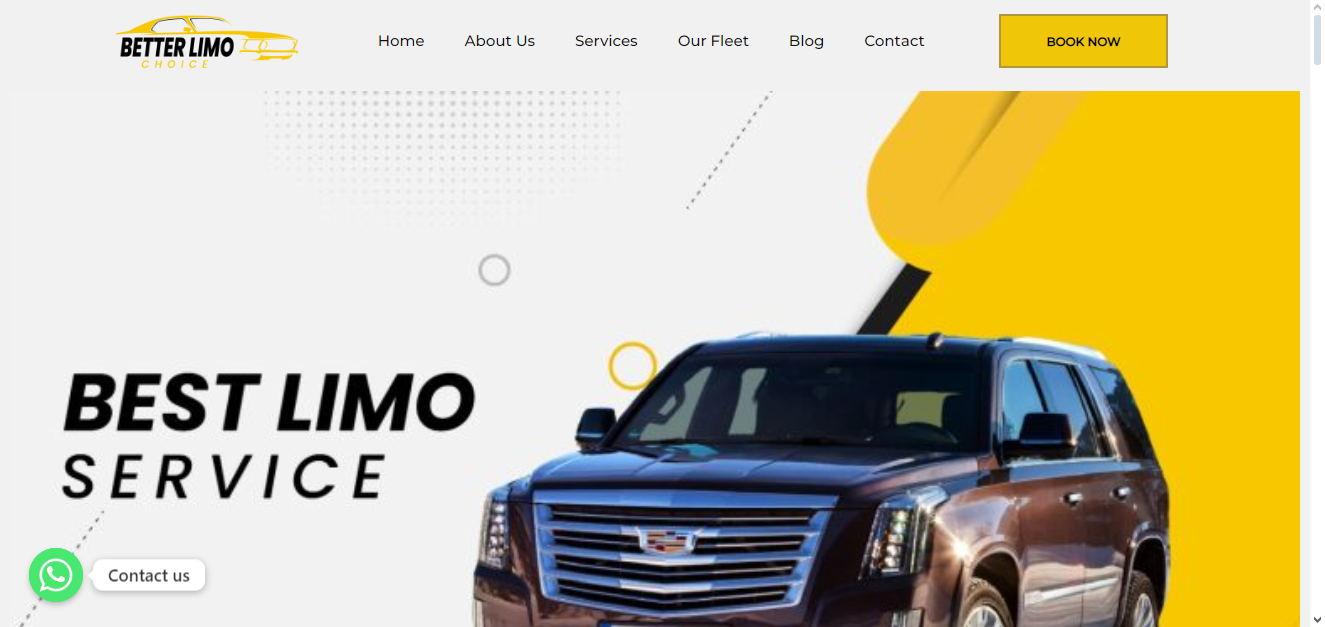 BETTER LIMO
CHOICE
Home
About Us
Services
Our Fleet
Blog
Contact
BOOK NOW
BEST LIMO
SERVICE
Contact us